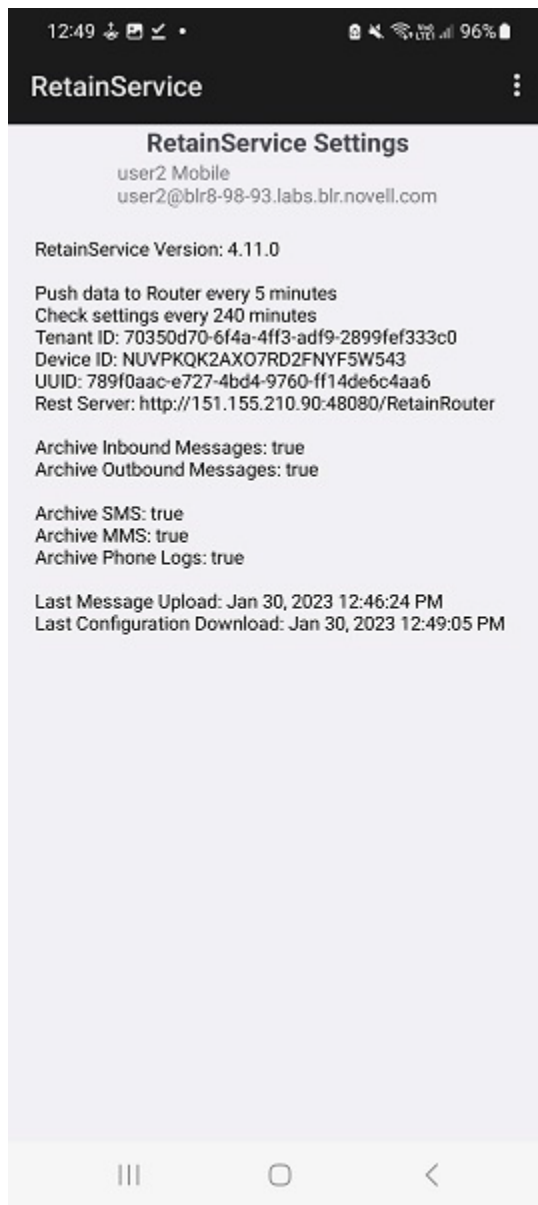 12:49
96%
RetainService
RetainService Settings
user2 Mobile
user2@blr8-98-93.labs.blr.novell.com
RetainService Version: 4.11.0
Push data to Router every 5 minutes
Check settings every 240 minutes
Tenant ID: 70350d70-6f4a-4ff3-adf9-2899fef333c0
Device ID: NUVPKQK2AXO7RD2FNYF5W543
UUID: 789f0aac-e727-4bd4-9760-ff14de6c4aa6
Rest Server: http://151.155.210.90:48080/RetainRouter
Archive Inbound Messages: true
Archive Outbound Messages: true
Archive SMS: true
Archive MMS: true
Archive Phone Logs: true
Last Message Upload: Jan 30, 2023 12:46:24 PM
Last Configuration Download: Jan 30, 2023 12:49:05 PM